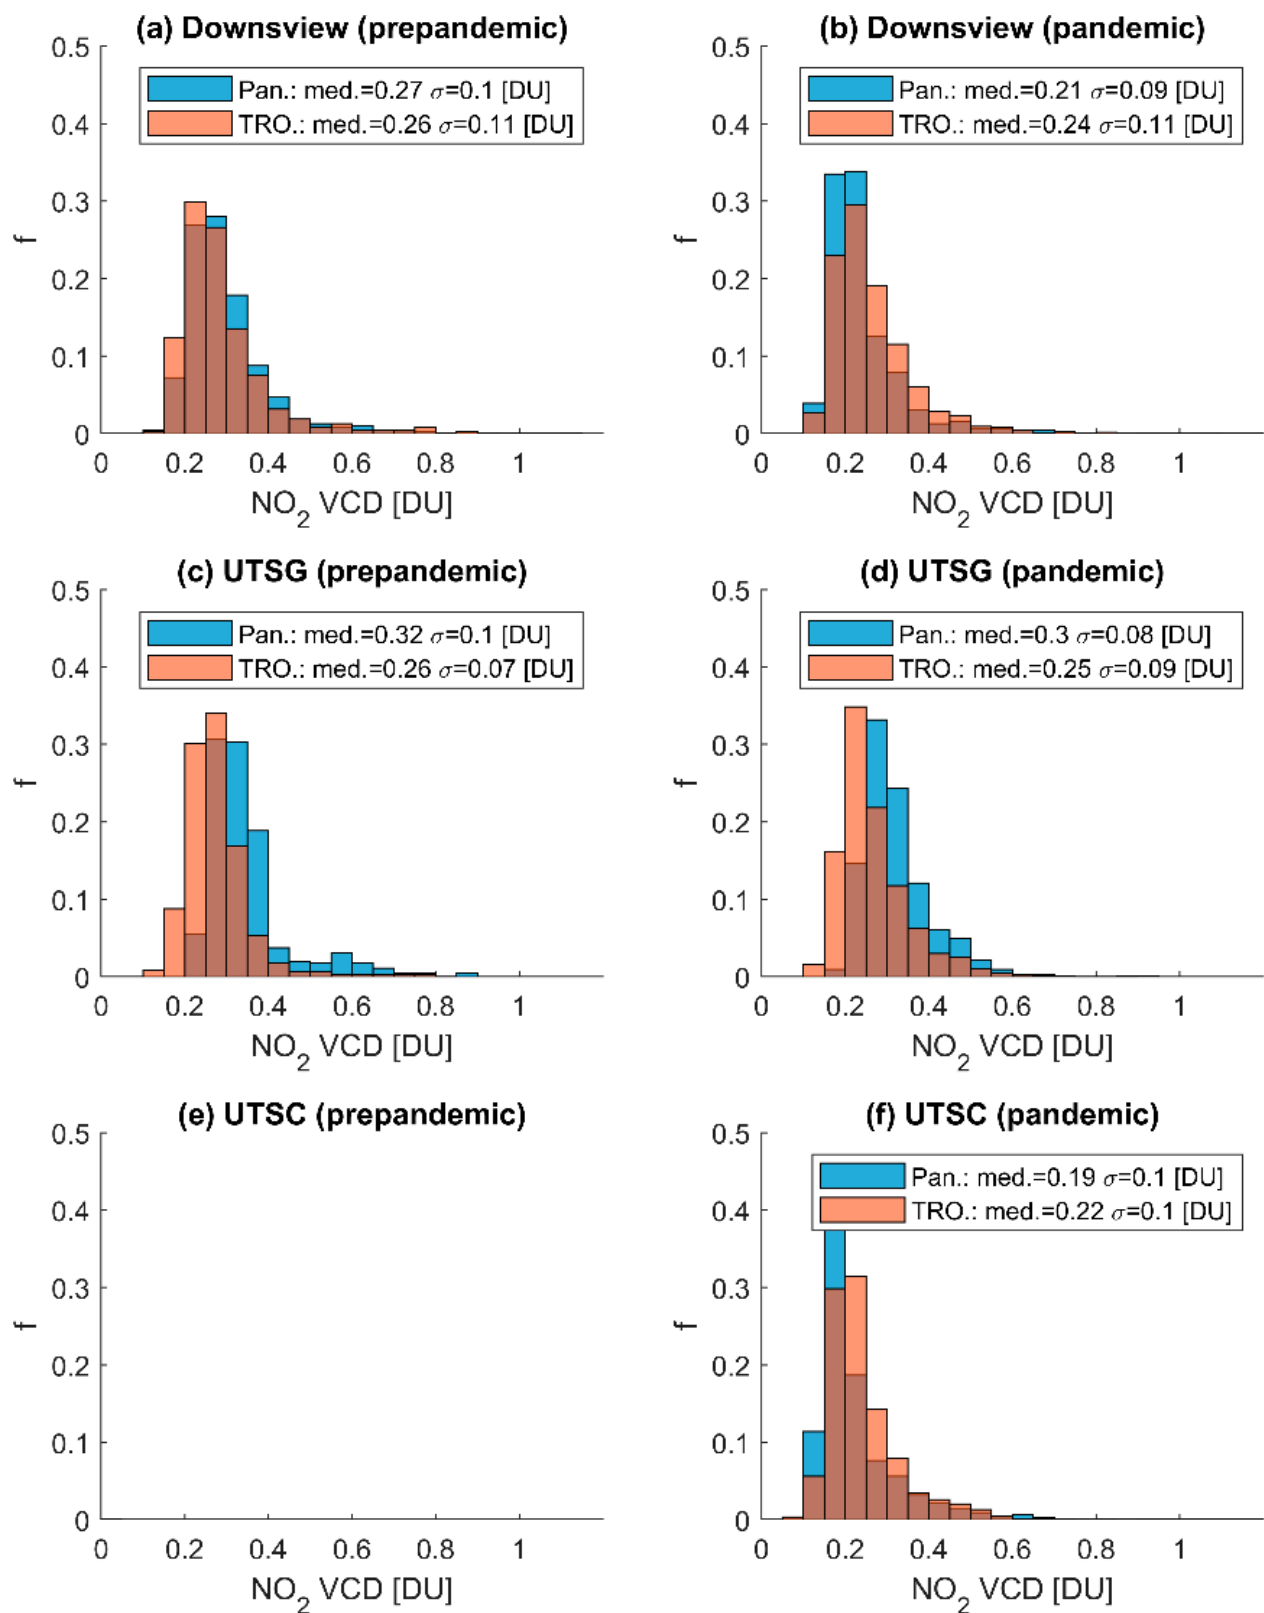 (a) Downsview (prepandemic)
0.5
0.4
0.3
0.2
0.1
0
f
Pan.: med.=0.27 σ=0.1 [DU]
TRO.: med.=0.26 σ=0.11 [DU]
0 0.2 0.4 0.6 0.8 1
NO2 VCD [DU]
(b) Downsview (pandemic)
0.5
0.4
0.3
0.2
0.1
0
f
Pan.: med.=0.21 σ=0.09 [DU]
TRO.: med.=0.24 σ=0.11 [DU]
0 0.2 0.4 0.6 0.8 1
NO2 VCD [DU]
(c) UTSG (prepandemic)
0.5
0.4
0.3
0.2
0.1
0
f
Pan.: med.=0.32 σ=0.1 [DU]
TRO.: med.=0.26 σ=0.07 [DU]
0 0.2 0.4 0.6 0.8 1
NO2 VCD [DU]
(d) UTSG (pandemic)
0.5
0.4
0.3
0.2
0.1
0
f
Pan.: med.=0.3 σ=0.08 [DU]
TRO.: med.=0.25 σ=0.09 [DU]
0 0.2 0.4 0.6 0.8 1
NO2 VCD [DU]
(e) UTSC (prepandemic)
0.5
0.4
0.3
0.2
0.1
0
f
0 0.2 0.4 0.6 0.8 1
NO2 VCD [DU]
(f) UTSC (pandemic)
0.5
0.4
0.3
0.2
0.1
0
f
Pan.: med.=0.19 σ=0.1 [DU]
TRO.: med.=0.22 σ=0.1 [DU]
0 0.2 0.4 0.6 0.8 1
NO2 VCD [DU]